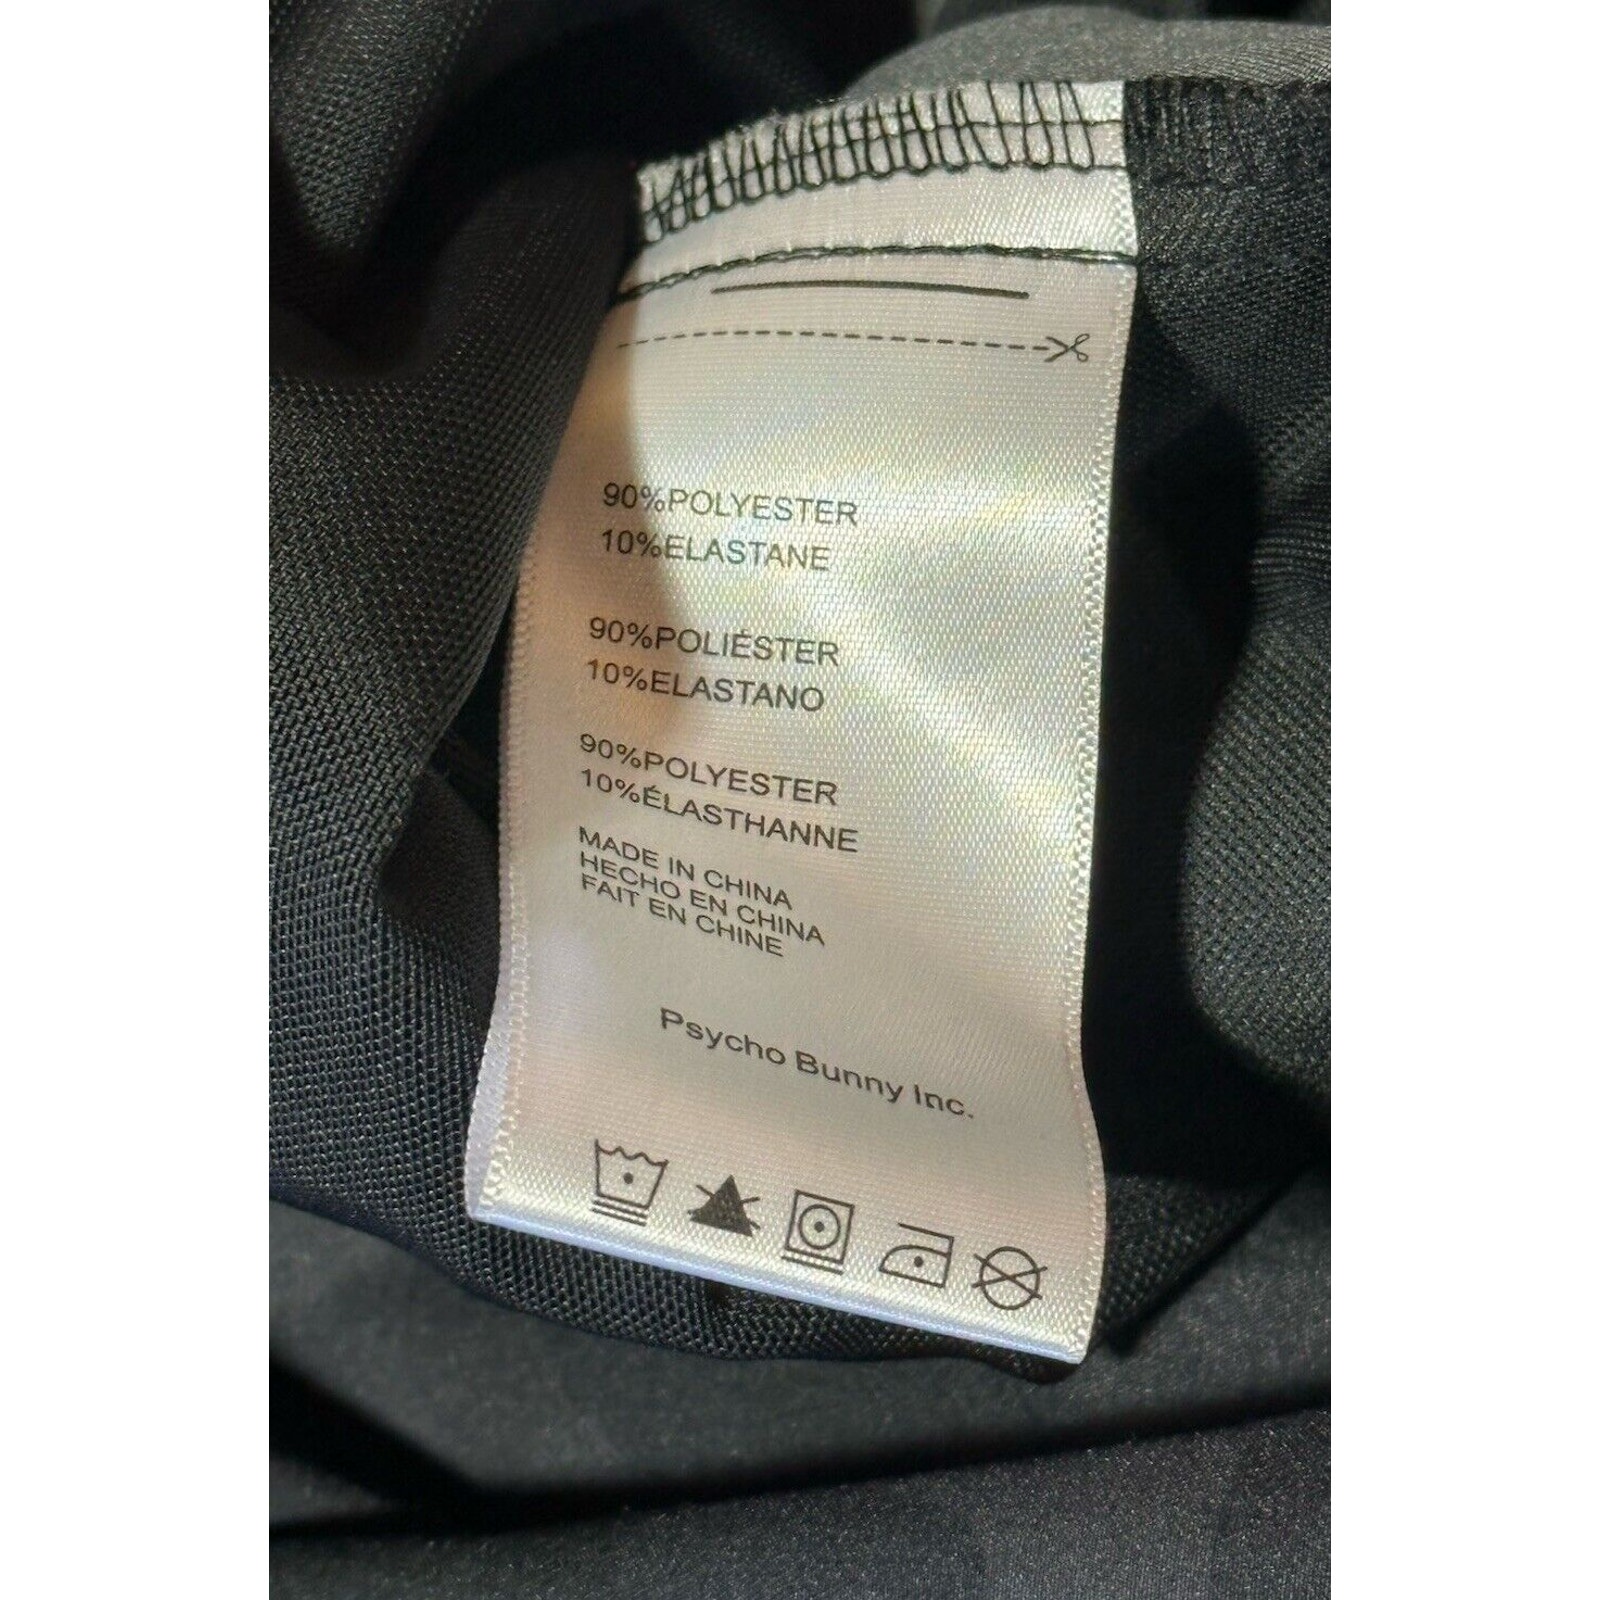 90%POLYESTER
10%ELASTANE
90%POLIÉSTER
10%ELASTANO
90%POLYESTER
10%ÉLASTHANNE
MADE IN CHINA
HECHO EN CHINA
FAIT EN CHINE
Psycho Bunny Inc.